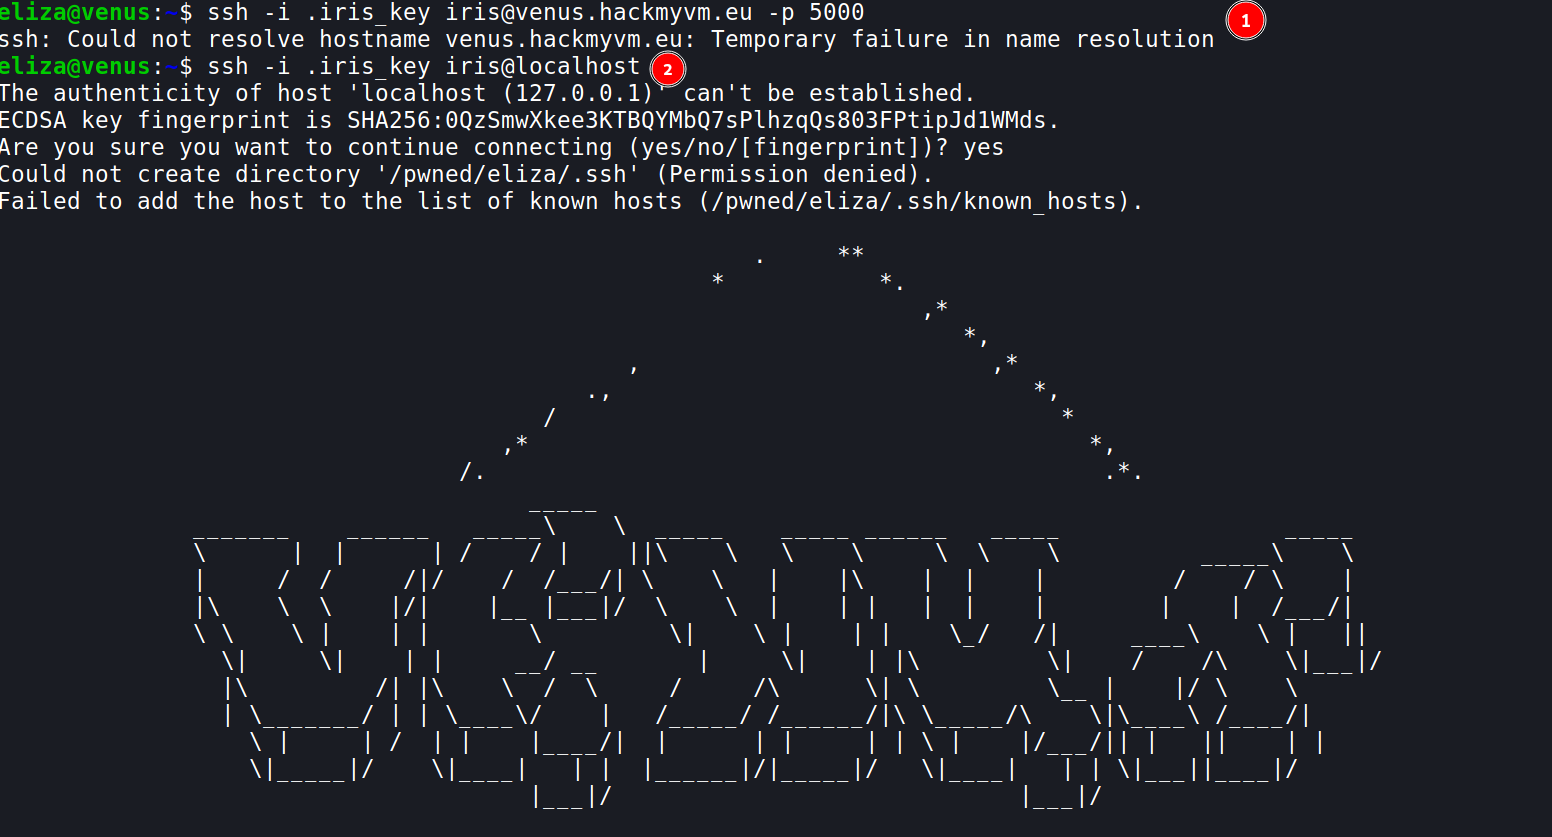 eliza@venus:~$ ssh -i .iris_key iris@venus.hackmyvm.eu -p 5000
1
ssh: Could not resolve hostname venus.hackmyvm.eu: Temporary failure in name resolution
eliza@venus:~$ ssh -i .iris_key iris@localhost
2
The authenticity of host 'localhost (127.0.0.1)' can't be established.
ECDSA key fingerprint is SHA256:0QzSmwXkee3KTBQYMbQ7sPlhzqQs803FPtipJd1WMds.
Are you sure you want to continue connecting (yes/no/[fingerprint])? yes
Could not create directory '/pwned/eliza/.ssh' (Permission denied).
Failed to add the host to the list of known hosts (/pwned/eliza/.ssh/known_hosts).
VENUS